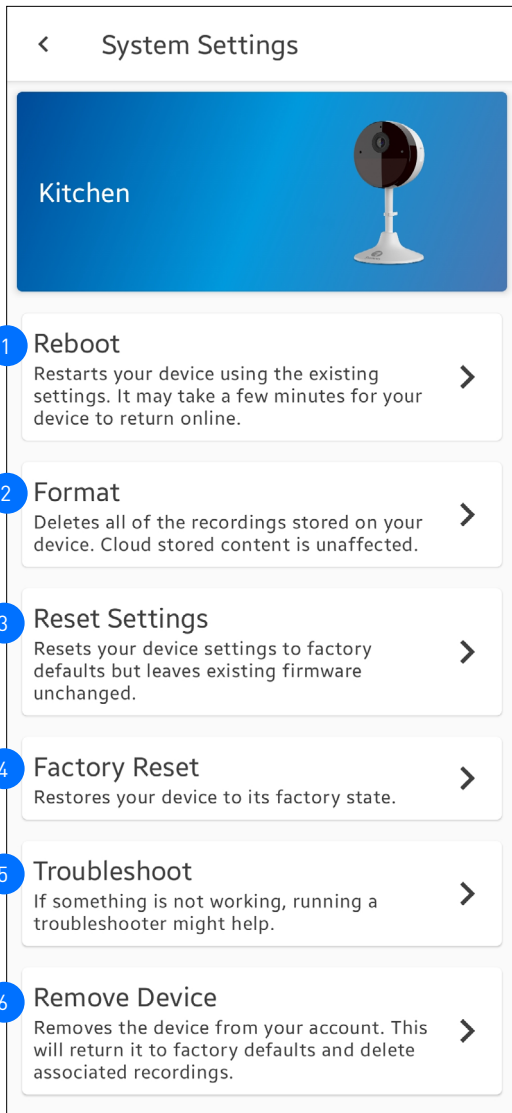 System Settings
Kitchen
1
Reboot
Restarts your device using the existing
settings. It may take a few minutes for your
device to return online.
2
Format
Deletes all of the recordings stored on your
device. Cloud stored content is unaffected.
3
Reset Settings
Resets your device settings to factory
defaults but leaves existing firmware
unchanged.
4
Factory Reset
Restores your device to its factory state.
5
Troubleshoot
If something is not working, running a
troubleshooter might help.
6
Remove Device
Removes the device from your account. This
will return it to factory defaults and delete
associated recordings.